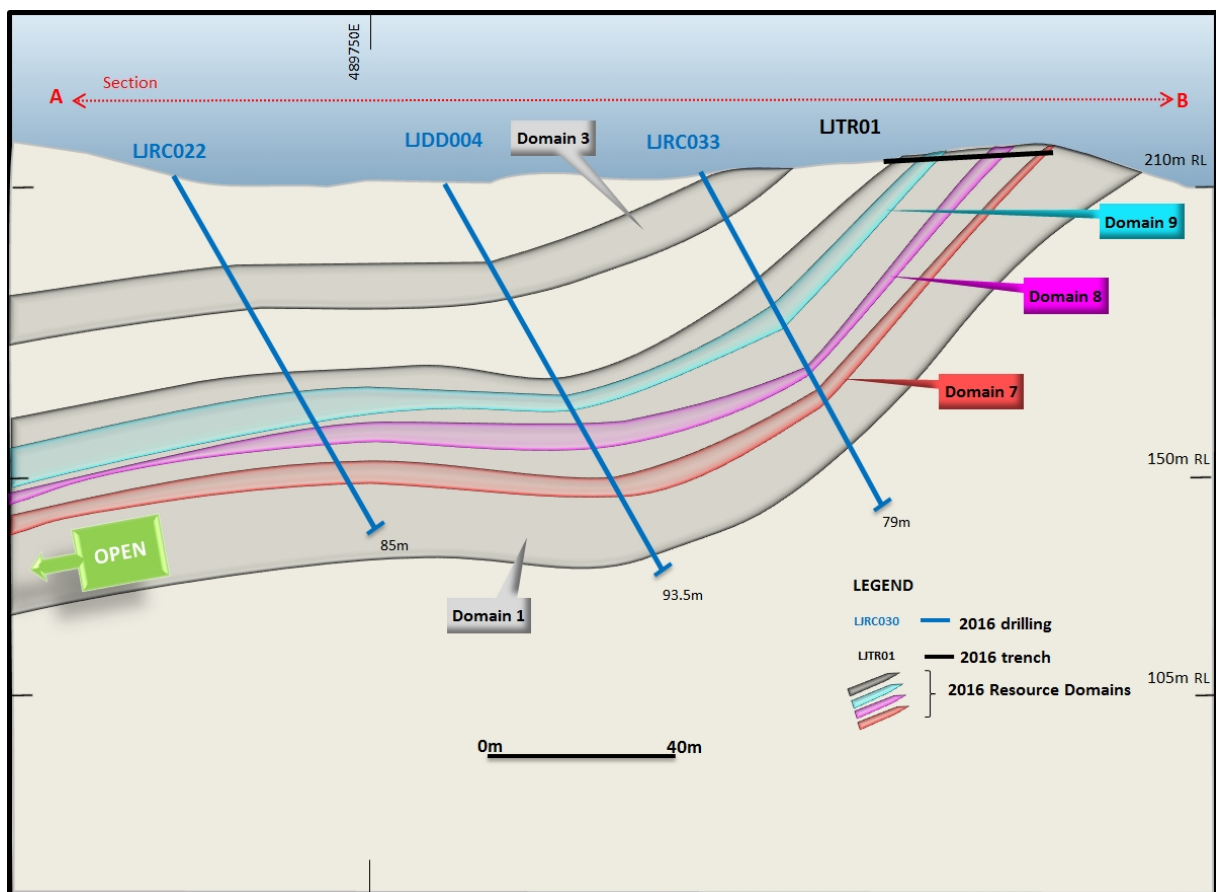 489750E
Section
A
B
LJRC022
LJDD004
Domain 3
LJRC033
LJTR01
210m RL
Domain 9
Domain 8
Domain 7
150m RL
OPEN
85m
79m
93.5m
Domain 1
LEGEND
LJRC030 2016 drilling
LJTR01 2016 trench
2016 Resource Domains
105m RL
0m 40m